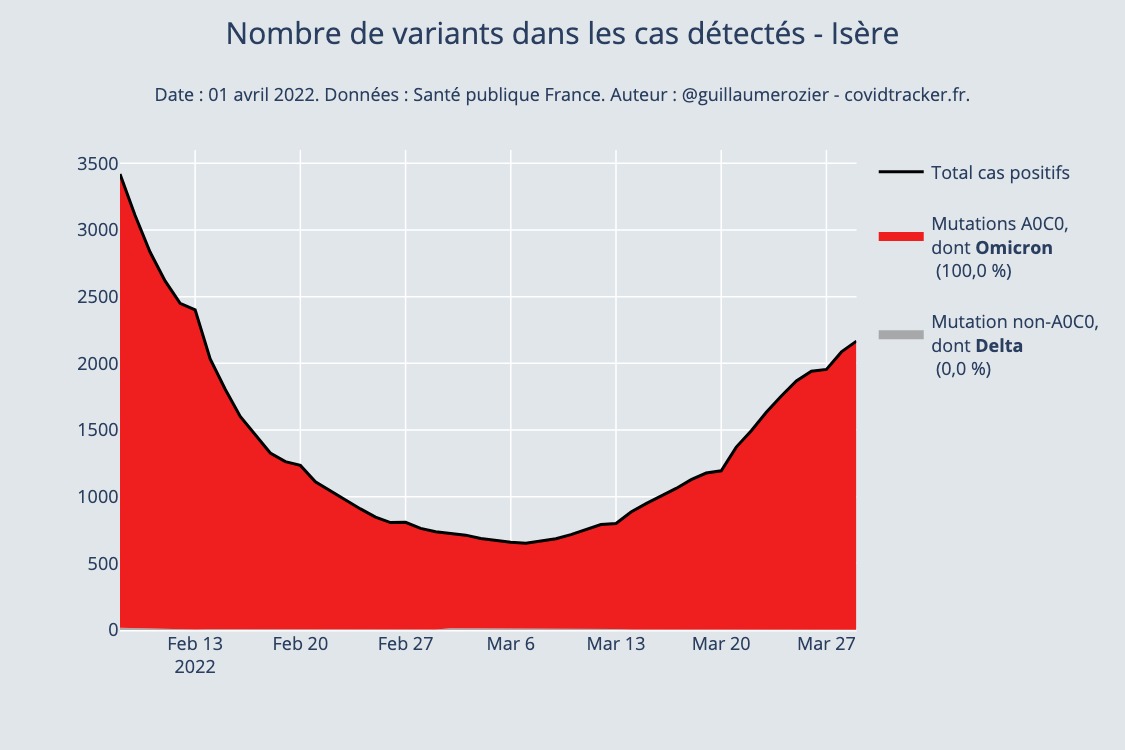 Nombre de variants dans les cas détectés - Isère
Date : 01 avril 2022. Données : Santé publique France. Auteur : @guillaumerozier - covidtracker.fr.
3500
3000
2500
2000
1500
1000
500
0
Feb 13
2022
Feb 20
Feb 27
Mar 6
Mar 13
Mar 20
Mar 27
Total cas positifs
Mutations A0C0,
dont Omicron
(100,0 %)
Mutation non-A0C0,
dont Delta
(0,0 %)